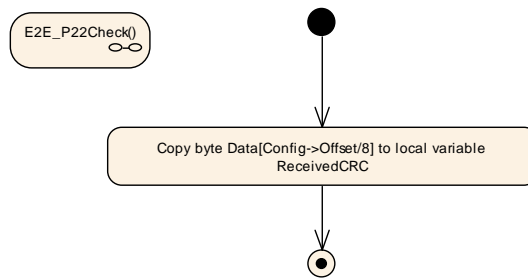 E2E_P22Check()
Copy byte Data[Config->Offset/8] to local variable
ReceivedCRC